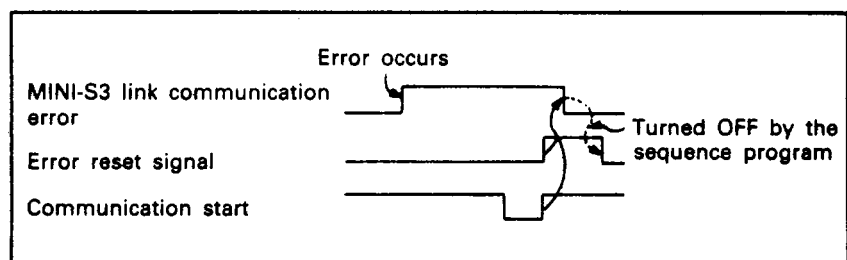 Error occurs
MINI-S3 link communication
error
Turned OFF by the
sequence program
Error reset signal
Communication start